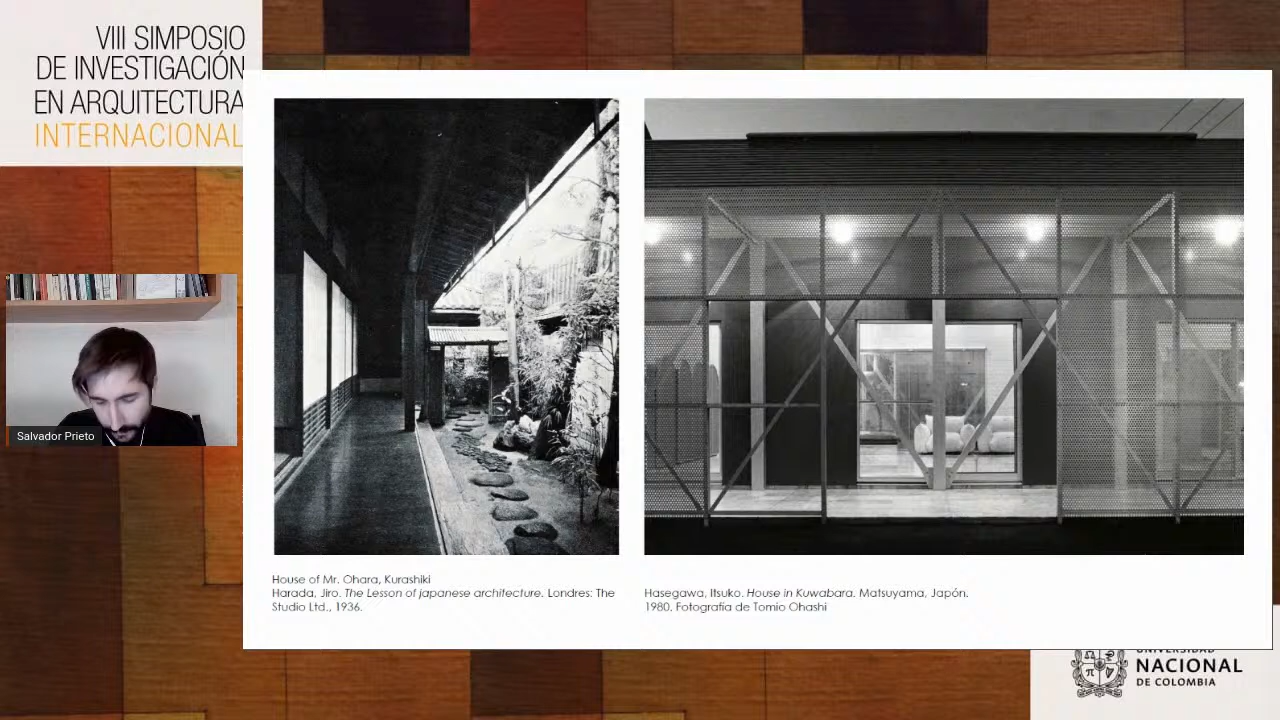 VIII SIMPOSIO
DE INVESTIGACIÓN
EN ARQUITECTURA
INTERNACIONAL
Salvador Prieto
House of Mr. Ohara, Kurashiki
Harada, Jiro. The Lesson of japanese architecture. Londres: The
Studio Ltd., 1936.
Hasegawa, Itsuko. House in Kuwabara. Matsuyama, Japón.
1980. Fotografía de Tomio Ohashi
UNIVERSIDAD
NACIONAL
DE COLOMBIA